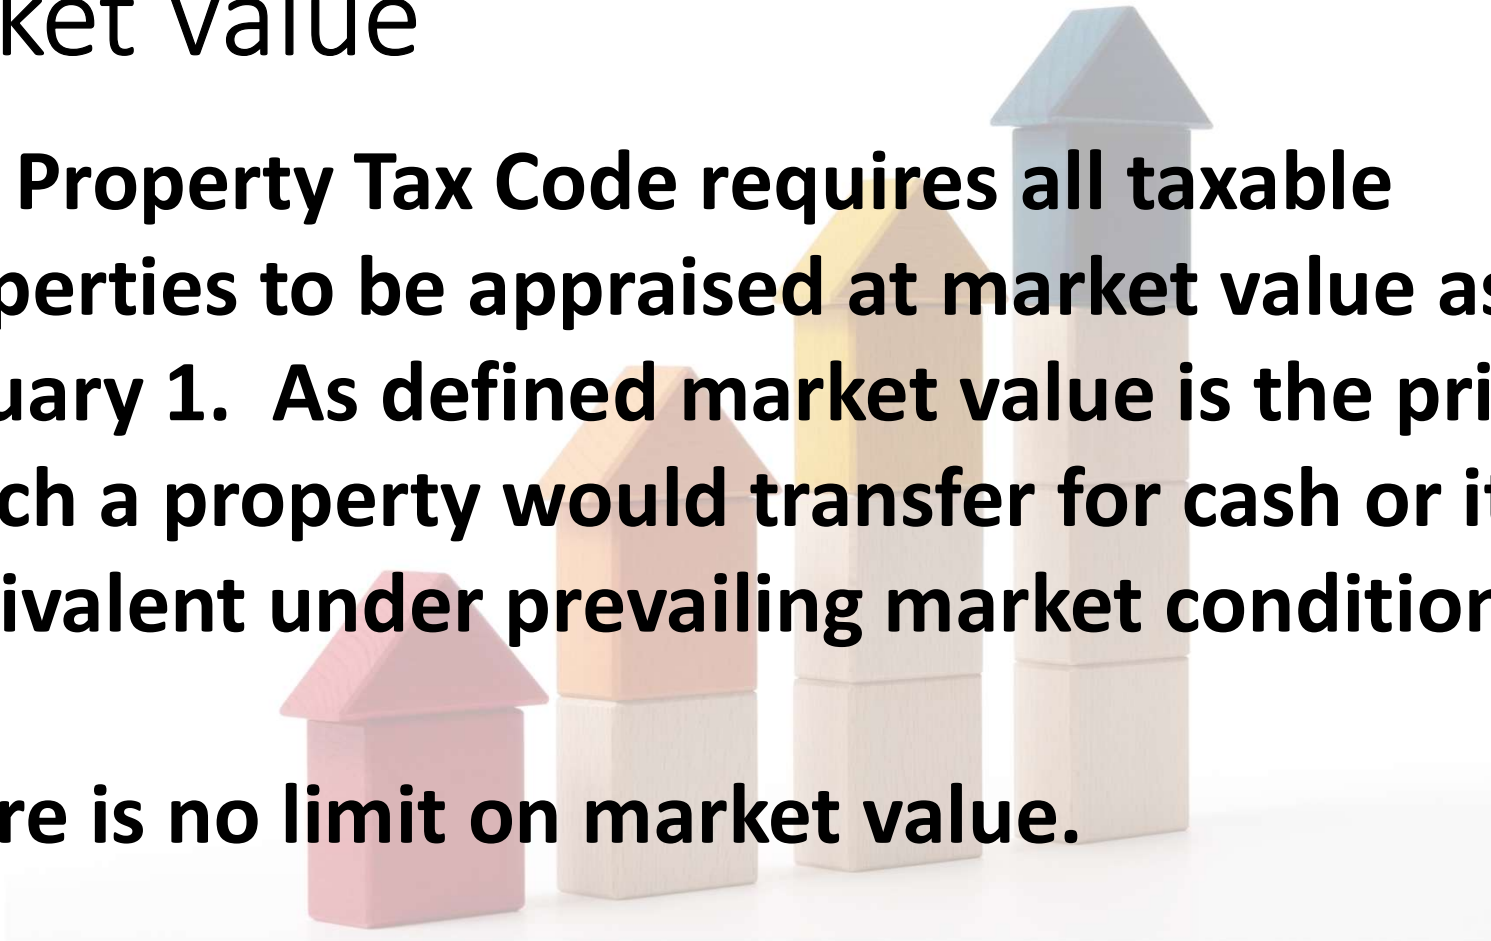 ket Value
Property Tax Code requires all taxable
perties to be appraised at market value as
uary 1.  As defined market value is the pri
ch a property would transfer for cash or it
ivalent under prevailing market condition
re is no limit on market value.